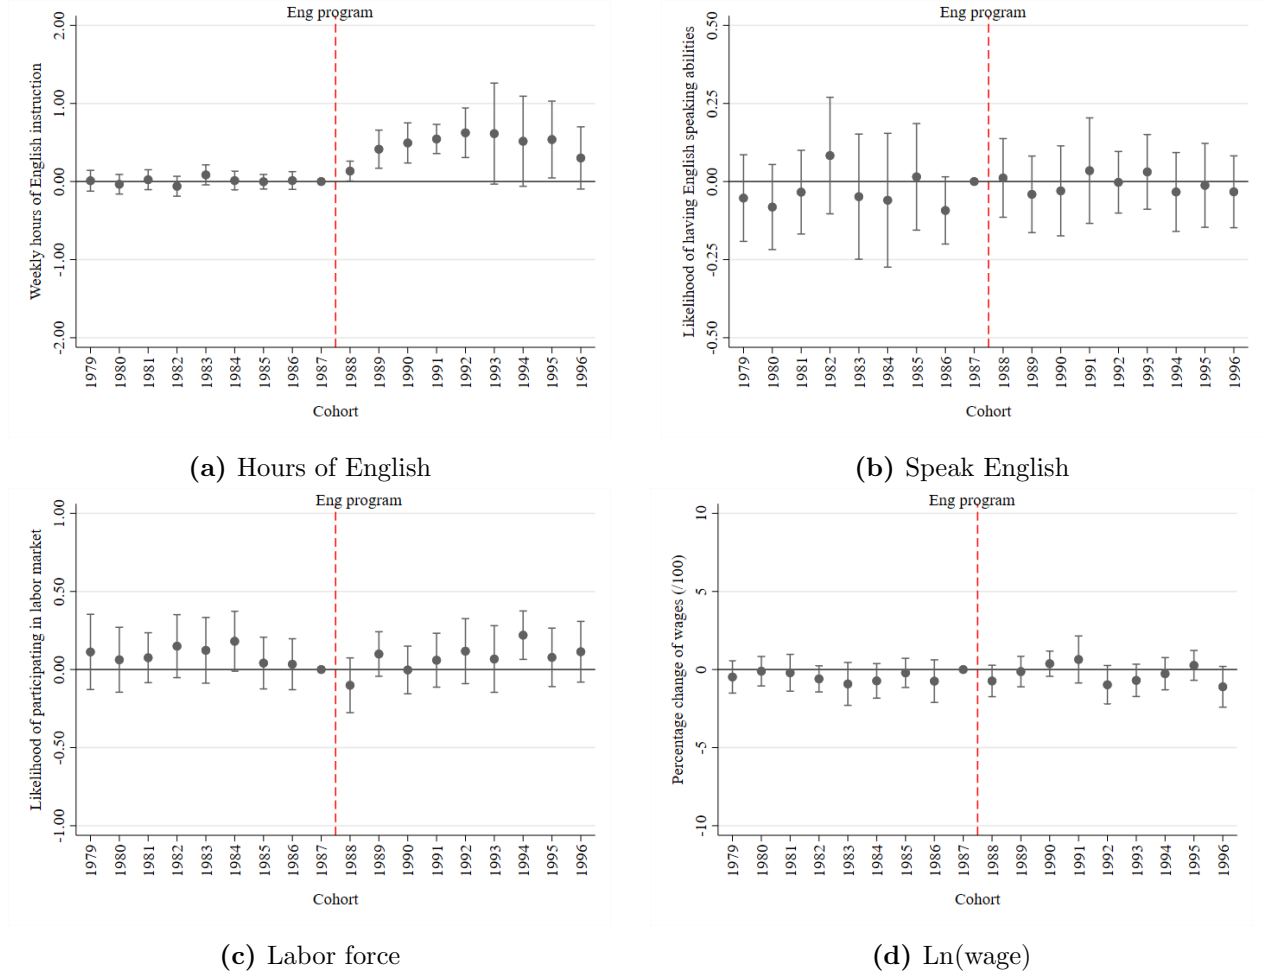 Eng program
Weekly hours of English instruction
2.00
1.00
0.00
-1.00
-2.00
1979 1980 1981 1982 1983 1984 1985 1986 1987 1988 1989 1990 1991 1992 1993 1994 1995 1996
Cohort
(a) Hours of English
Eng program
Likelihood of having English speaking abilities
0.50
0.25
0.00
-0.25
-0.50
1979 1980 1981 1982 1983 1984 1985 1986 1987 1988 1989 1990 1991 1992 1993 1994 1995 1996
Cohort
(b) Speak English
Eng program
Likelihood of participating in labor market
1.00
0.50
0.00
-0.50
-1.00
1979 1980 1981 1982 1983 1984 1985 1986 1987 1988 1989 1990 1991 1992 1993 1994 1995 1996
Cohort
(c) Labor force
Eng program
Percentage change of wages (/100)
10
5
0
-5
-10
1979 1980 1981 1982 1983 1984 1985 1986 1987 1988 1989 1990 1991 1992 1993 1994 1995 1996
Cohort
(d) Ln(wage)